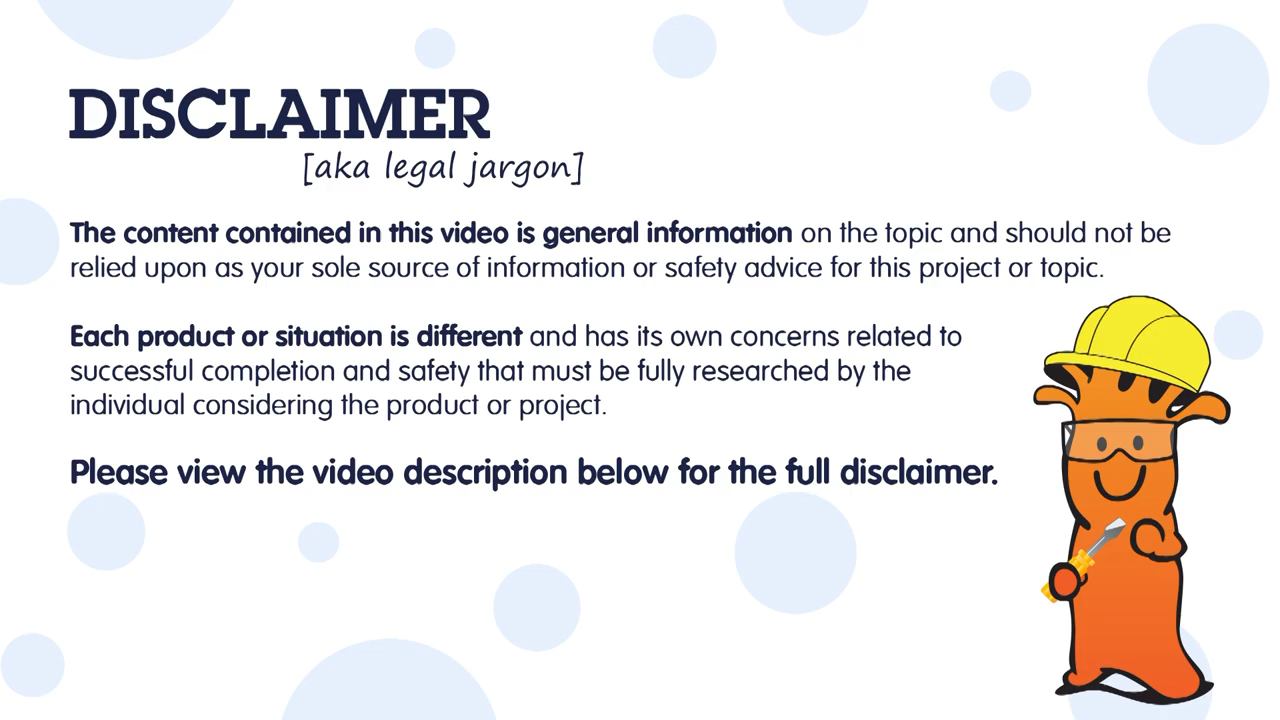 DISCLAIMER
[aka legal jargon]
The content contained in this video is general information on the topic and should not be
relied upon as your sole source of information or safety advice for this project or topic.
Each product or situation is different and has its own concerns related to
successful completion and safety that must be fully researched by the
individual considering the product or project.
Please view the video description below for the full disclaimer.